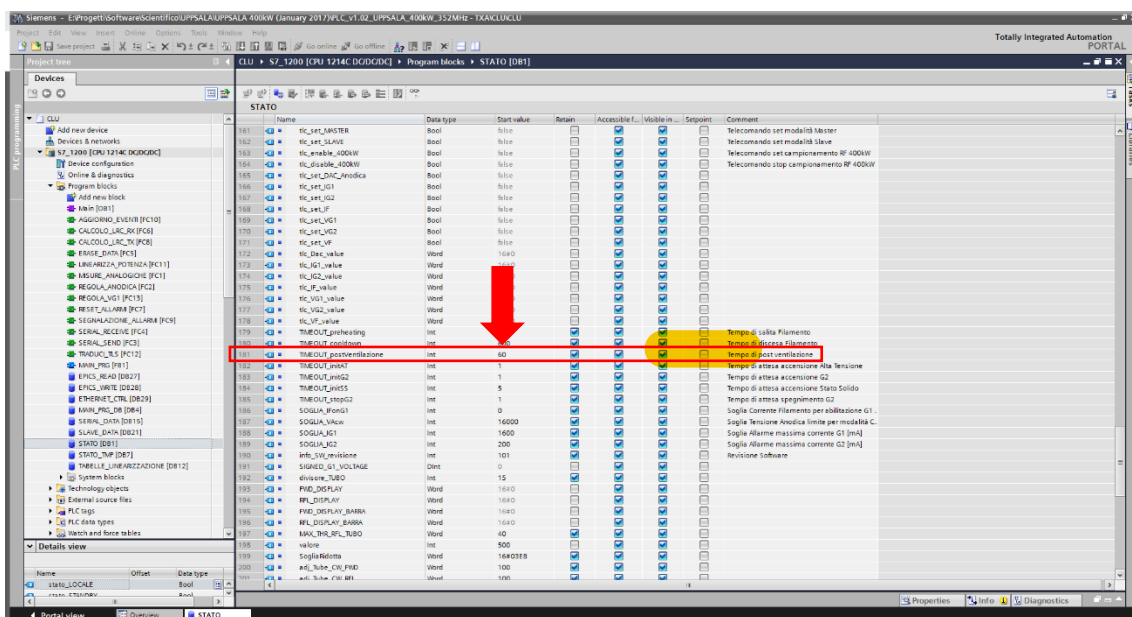 Siemens - E:\Progetti\Software\Scientifico\UPPSALA\UPPSALA 400kW (January 2017)\PLC_v1.02_UPPSALA_400kW_352MHz - TXA\CLU\CLU
Project Edit View Insert Online Options Tools Window Help
Save project Go online Go offline
Totally Integrated Automation
PORTAL
Project tree
CLU S7_1200 [CPU 1214C DC/DC/DC] Program blocks STATO [DB1]
Devices
PLC programming
STATO
Name Data type Start value Retain Accessible f... Visible in ... Setpoint Comment
CLU
Add new device
Devices & networks
S7_1200 [CPU 1214C DC/DC/DC]
Device configuration
Online & diagnostics
Program blocks
Add new block
Main [OB1]
AGGIORNO_EVENTI [FC10]
CALCOLO_LRC_RX [FC6]
CALCOLO_LRC_TX [FC8]
ERASE_DATA [FC5]
LINEARIZZA_POTENZA [FC11]
MISURE_ANALOGICHE [FC1]
REGOLA_ANODICA [FC2]
REGOLA_VG1 [FC13]
RESET_ALLARMI [FC7]
SEGNALAZIONE_ALLARMI [FC9]
SERIAL_RECEIVE [FC4]
SERIAL_SEND [FC3]
TRADUCI_TLS [FC12]
MAIN_PRG [FB1]
EPICS_READ [DB27]
EPICS_WRITE [DB28]
ETHERNET_CTRL [DB29]
MAIN_PRG_DB [DB4]
SERIAL_DATA [DB15]
SLAVE_DATA [DB21]
STATO [DB1]
STATO_TMP [DB7]
TABELLE_LINEARIZZAZIONE [DB12]
System blocks
Technology objects
External source files
PLC tags
PLC data types
Watch and force tables
161 tlc_set_MASTER Bool false Telecomando set modalità Master
162 tlc_set_SLAVE Bool false Telecomando set modalità Slave
163 tlc_enable_400kW Bool false Telecomando set campionamento RF 400kW
164 tlc_disable_400kW Bool false Telecomando stop campionamento RF 400kW
165 tlc_set_DAC_Anodica Bool false
166 tlc_set_IG1 Bool false
167 tlc_set_IG2 Bool false
168 tlc_set_IF Bool false
169 tlc_set_VG1 Bool false
170 tlc_set_VG2 Bool false
171 tlc_set_VF Bool false
172 tlc_Dac_value Word 16#0
173 tlc_IG1_value Word 16#0
174 tlc_IG2_value Word
175 tlc_IF_value Word
176 tlc_VG1_value Word
177 tlc_VG2_value Word
178 tlc_VF_value Word
179 TIMEOUT_preheating Int Tempo di salita Filamento
180 TIMEOUT_cooldown Int Tempo di discesa Filamento
181 TIMEOUT_postventilazione Int 60 Tempo di post ventilazione
182 TIMEOUT_initAT Int 1 Tempo di attesa accensione Alta Tensione
183 TIMEOUT_initG2 Int 1 Tempo di attesa accensione G2
184 TIMEOUT_initSS Int 5 Tempo di attesa accensione Stato Solido
185 TIMEOUT_stopG2 Int 1 Tempo di attesa spegnimento G2
186 SOGLIA_IFonG1 Int 0 Soglia Corrente Filamento per abilitazione G1 .
187 SOGLIA_VAcw Int 16000 Soglia Tensione Anodica limite per modalità C..
188 SOGLIA_IG1 Int 1600 Soglia Allarme massima corrente G1 [mA]
189 SOGLIA_IG2 Int 200 Soglia Allarme massima corrente G2 [mA]
190 info_SW_revisione Int 101 Revisione Software
191 SIGNED_G1_VOLTAGE DInt 0
192 divisore_TUBO Int 15
193 FWD_DISPLAY Word 16#0
194 RFL_DISPLAY Word 16#0
195 FWD_DISPLAY_BARRA Word 16#0
196 RFL_DISPLAY_BARRA Word 16#0
197 MAX_THR_RFL_TUBO Word 40
198 valore Int 500
199 SogliaRidotta Word 16#03E8
200 adj_Tube_CW_FWD Word 100
201 adj_Tube_CW_RFL Word 100
Details view
Name Offset Data type
stato_LOCALE Bool
stato_STANDBY Bool
Properties Info Diagnostics
Portal view Overview STATO